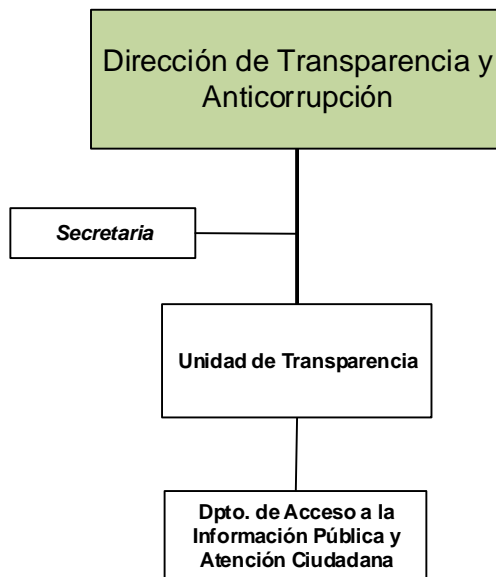 Dirección de Transparencia y
Anticorrupción
Secretaria
Unidad de Transparencia
Dpto. de Acceso a la
Información Pública y
Atención Ciudadana